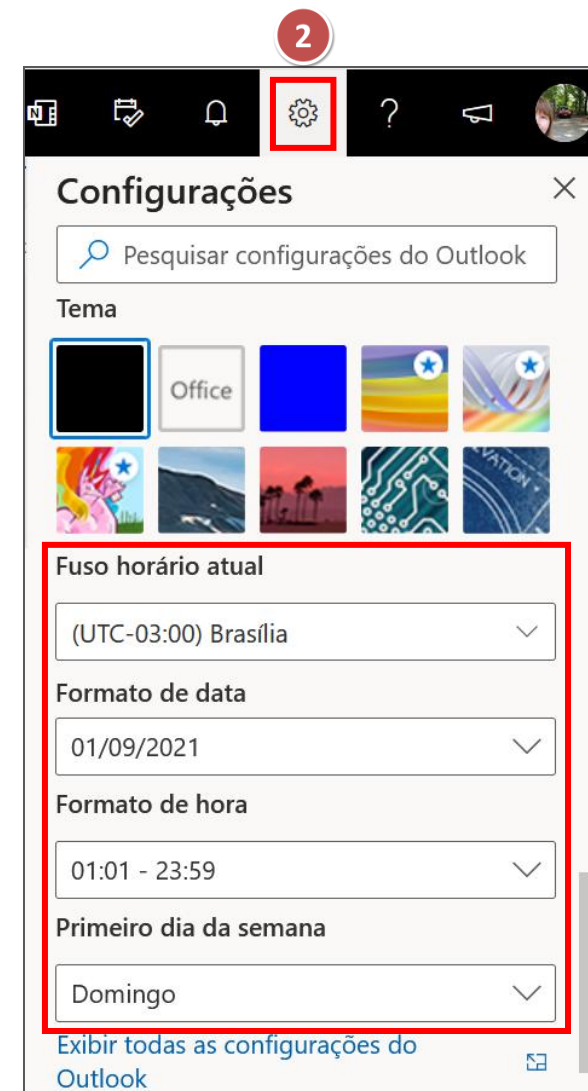 2
N
?
Configurações
Pesquisar configurações do Outlook
Tema
Office
EVATION
Fuso horário atual
(UTC-03:00) Brasília
Formato de data
01/09/2021
Formato de hora
01:01 - 23:59
Primeiro dia da semana
Domingo
Exibir todas as configurações do
Outlook